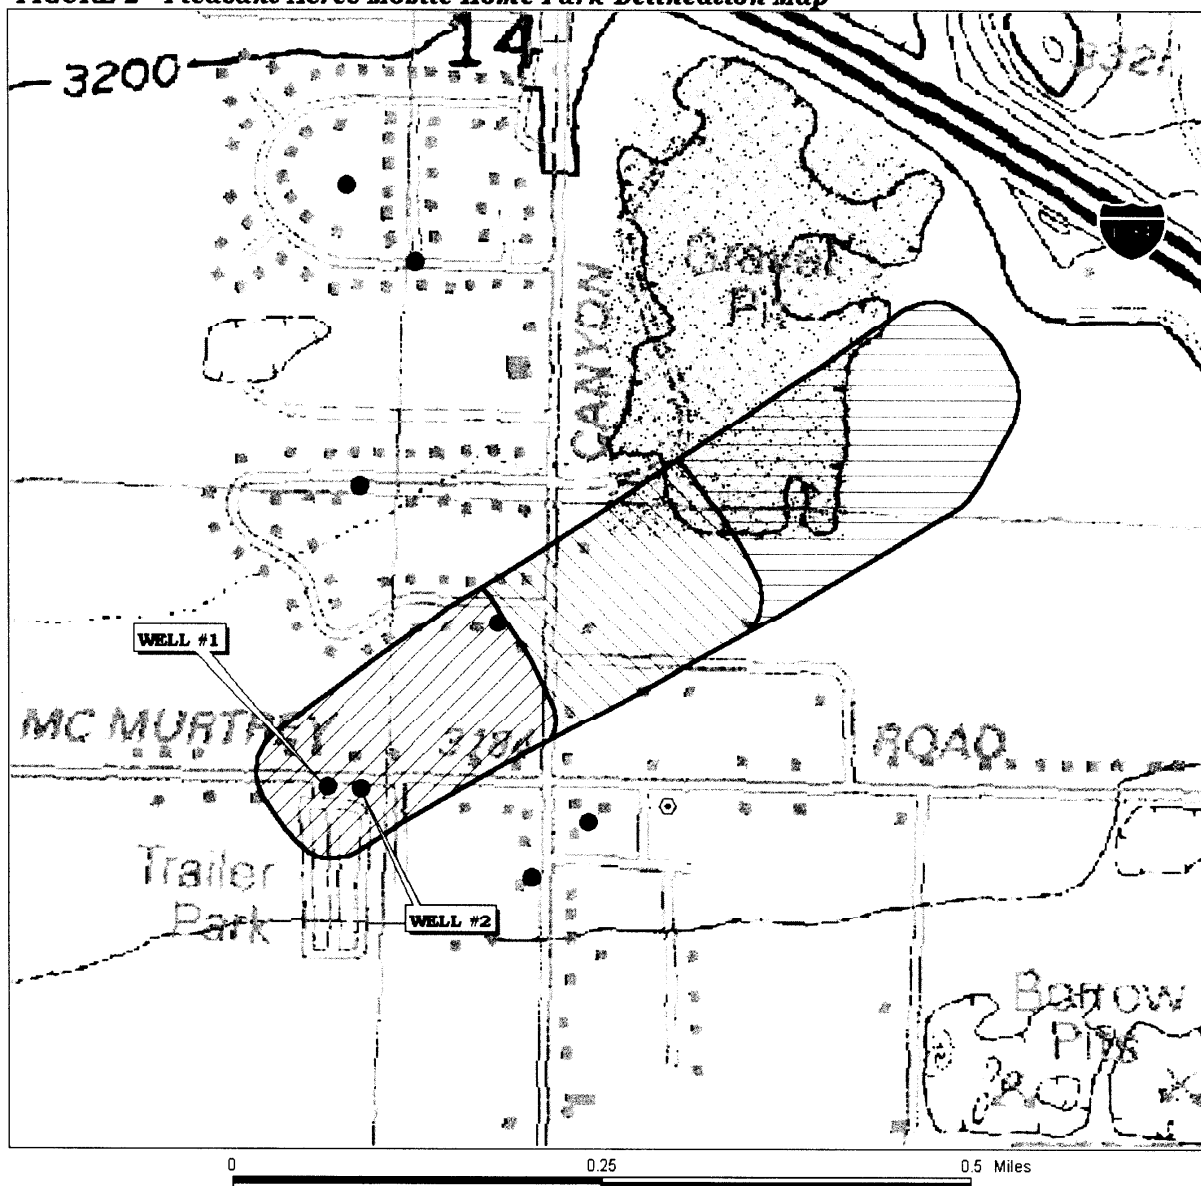 FIGURE 2 Pleasant Acres Mobile Home Park Delineation Map
14
3200
Gravel
Pit
CANYON
WELL #1
MC MURTREY
ROAD
Trailer
Park
WELL #2
Borrow
Pits
0 0.25 0.5 Miles